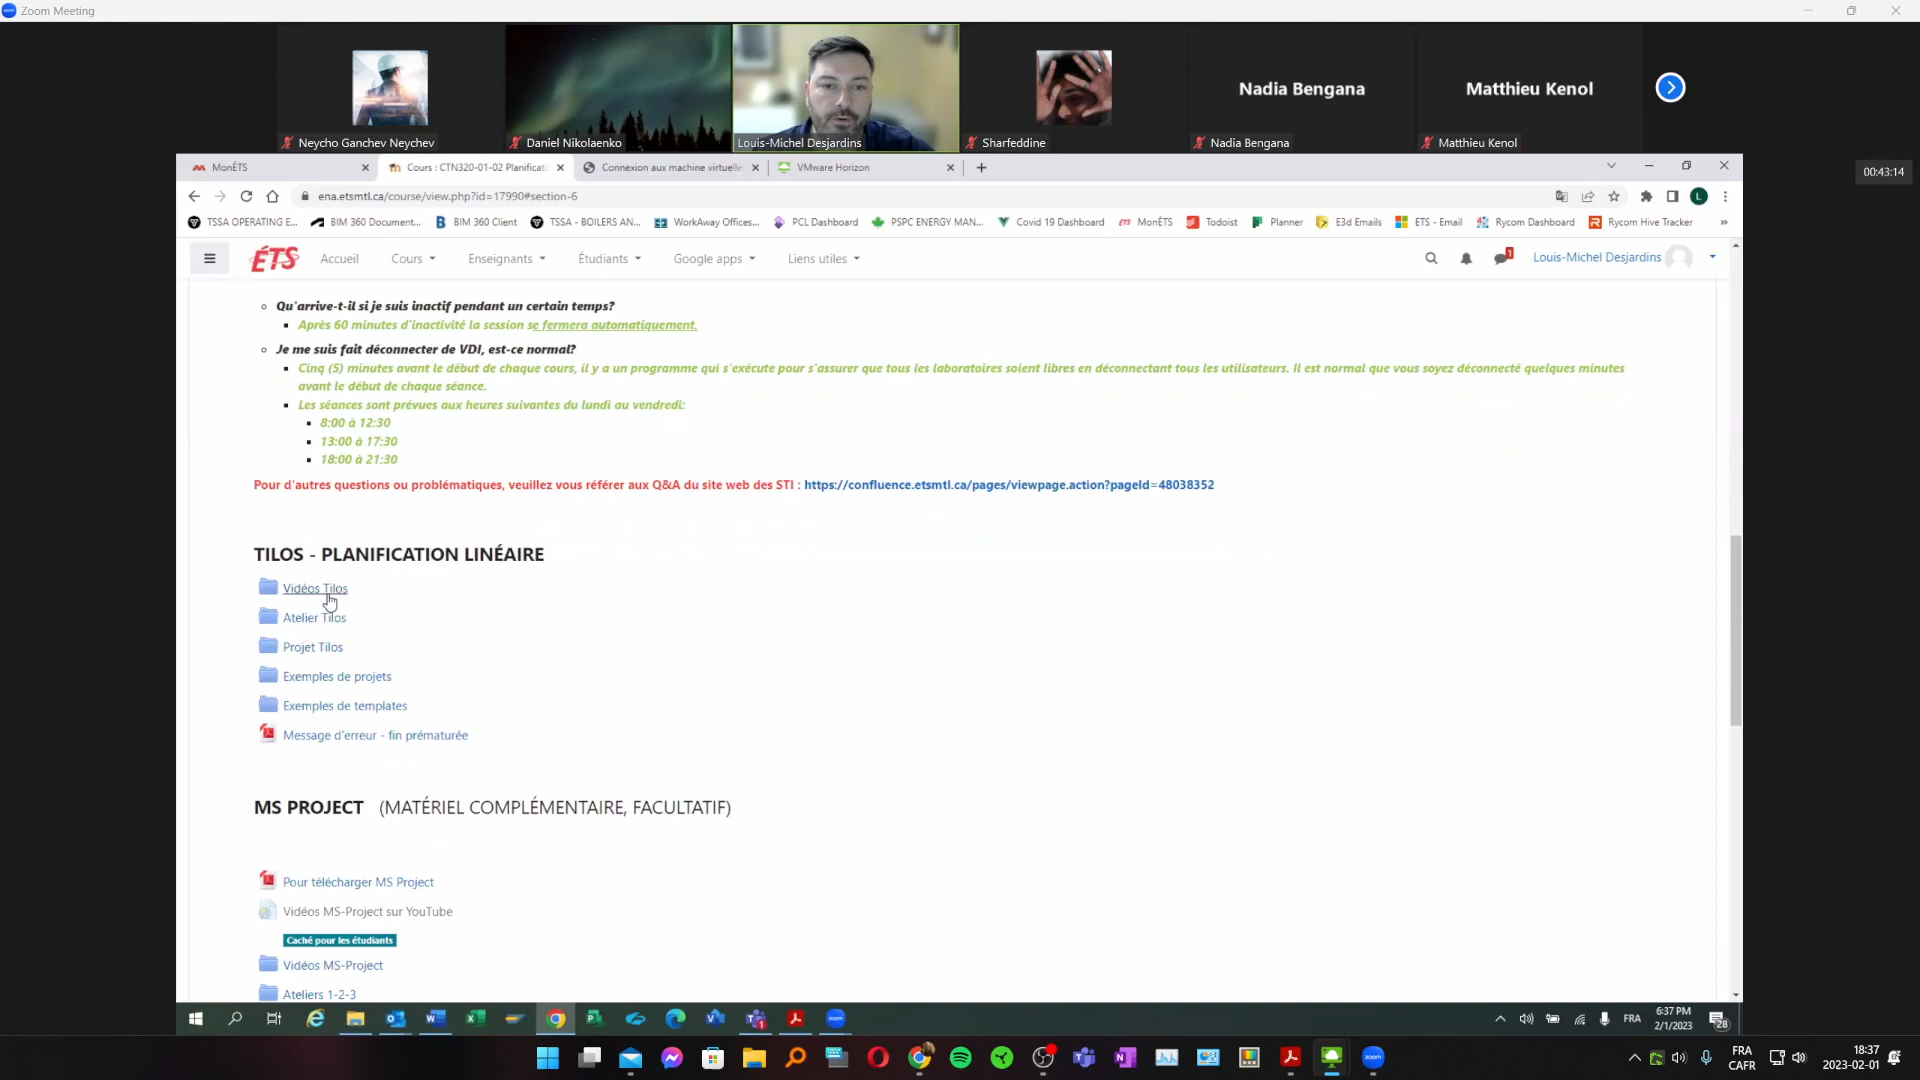 Zoom Meeting
Neycho Ganchev Neychev
Daniel Nikolaenko
Louis-Michel Desjardins
Sharfeddine
Nadia Bengana
Nadia Bengana
Matthieu Kenol
Matthieu Kenol
00:43:14
MonÉTS
Cours : CTN320-01-02 Planificat
Connexion aux machine virtuelle
VMware Horizon
ena.etsmtl.ca/course/view.php?id=17990#section-6
TSSA OPERATING E...
BIM 360 Document...
BIM 360 Client
TSSA - BOILERS AN...
WorkAway Offices...
PCL Dashboard
PSPC ENERGY MAN...
Covid 19 Dashboard
MonÉTS
Todoist
Planner
E3d Emails
ETS - Email
Rycom Dashboard
Rycom Hive Tracker
»
ÉTS
Accueil
Cours
Enseignants
Étudiants
Google apps
Liens utiles
1
Louis-Michel Desjardins
Qu'arrive-t-il si je suis inactif pendant un certain temps?
Après 60 minutes d'inactivité la session se fermera automatiquement.
Je me suis fait déconnecter de VDI, est-ce normal?
Cinq (5) minutes avant le début de chaque cours, il y a un programme qui s'exécute pour s'assurer que tous les laboratoires soient libres en déconnectant tous les utilisateurs. Il est normal que vous soyez déconnecté quelques minutes
avant le début de chaque séance.
Les séances sont prévues aux heures suivantes du lundi au vendredi:
8:00 à 12:30
13:00 à 17:30
18:00 à 21:30
Pour d'autres questions ou problématiques, veuillez vous référer aux Q&A du site web des STI : https://confluence.etsmtl.ca/pages/viewpage.action?pageId=48038352
TILOS - PLANIFICATION LINÉAIRE
Vidéos Tilos
Atelier Tilos
Projet Tilos
Exemples de projets
Exemples de templates
Message d'erreur - fin prématurée
MS PROJECT (MATÉRIEL COMPLÉMENTAIRE, FACULTATIF)
Pour télécharger MS Project
Vidéos MS-Project sur YouTube
Caché pour les étudiants
Vidéos MS-Project
Ateliers 1-2-3
FRA
6:37 PM
2/1/2023
28
FRA
CAFR
18:37
2023-02-01